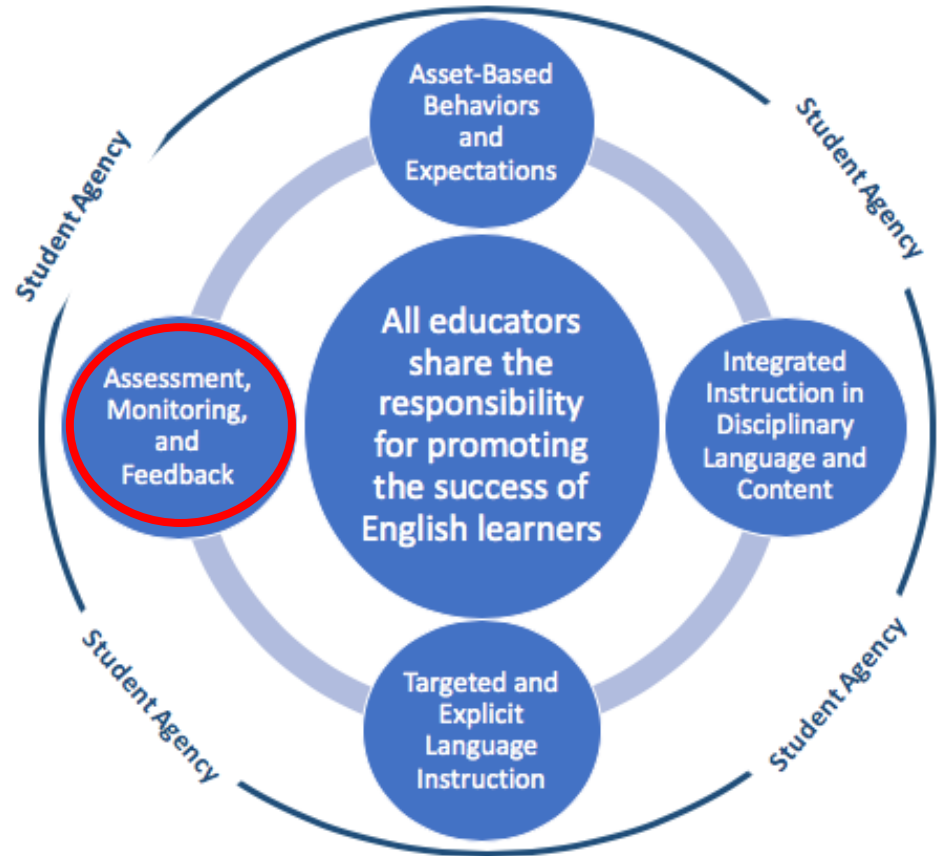 Asset-Based
Behaviors
and
Expectations
Student Agency
Student Agency
All educators
share the
responsibility
for promoting
the success of
English learners
Assessment,
Monitoring,
and
Feedback
Integrated
Instruction in
Disciplinary
Language and
Content
Targeted and
Explicit
Language
Instruction
Student Agency
Student Agency